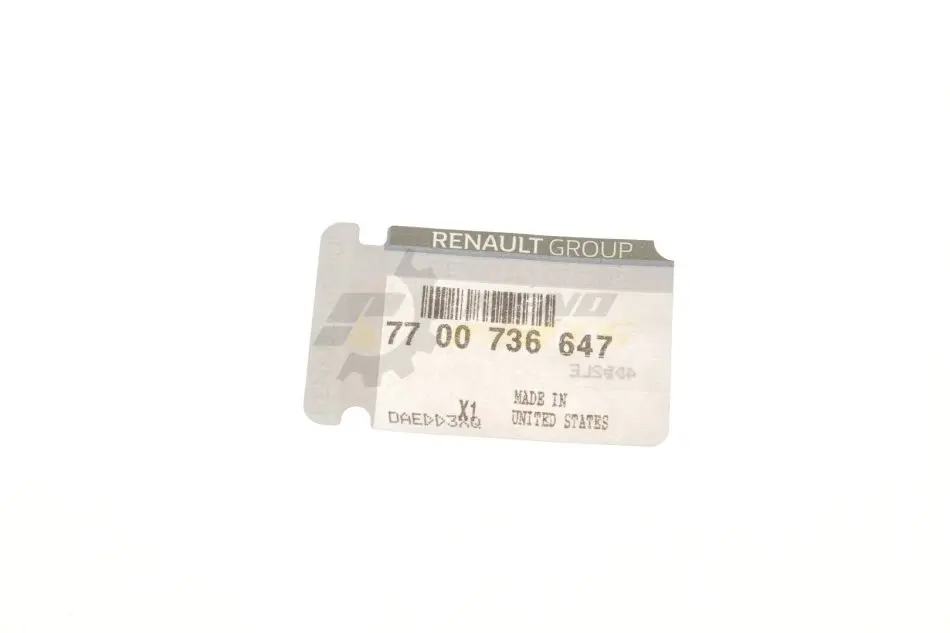 RENAULT GROUP
77 00 736 647
X1
MADE IN
UNITED STATES